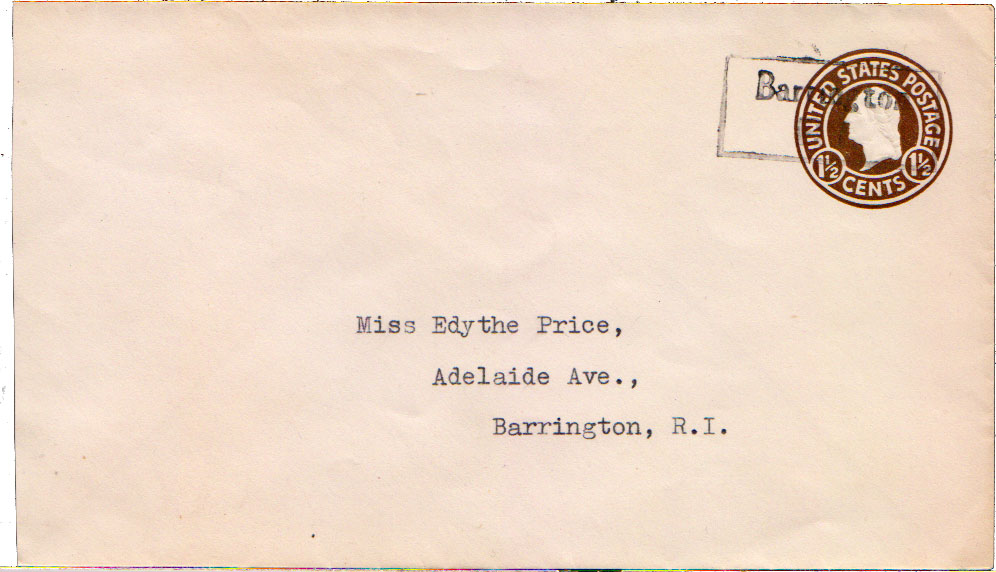 UNITED STATES POSTAGE
1½ 1½
CENTS
Miss Edythe Price,
Adelaide Ave.,
Barrington, R.I.